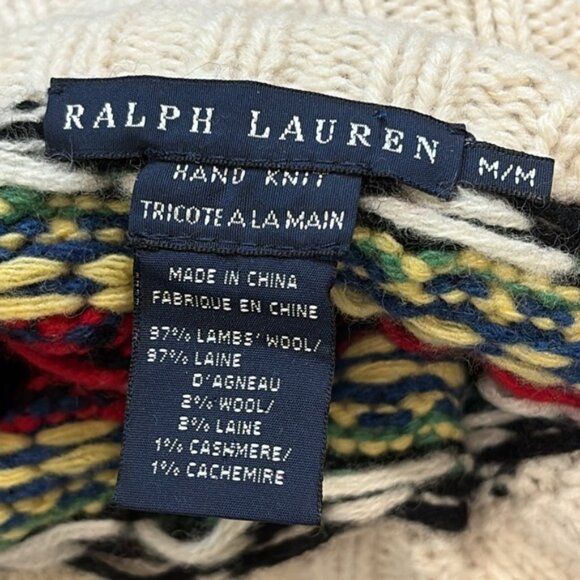 RALPH LAUREN
M/M
HAND KNIT
TRICOTE A LA MAIN
MADE IN CHINA
FABRIQUE EN CHINE
97% LAMBS' WOOL/
97% LAINE
D'AGNEAU
2% WOOL/
2% LAINE
1% CASHMERE/
1% CACHEMIRE